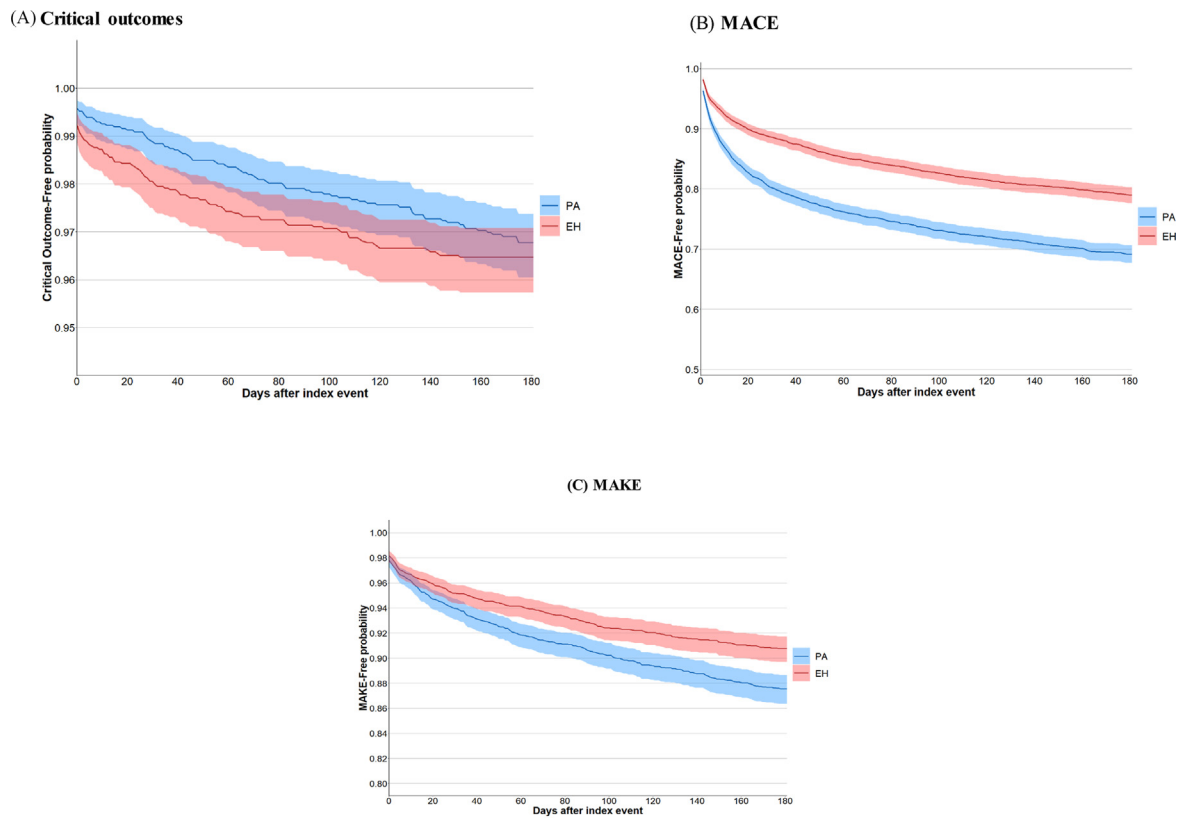 (A) Critical outcomes
Critical Outcome-Free probability
1.00
0.99
0.98
0.97
0.96
0.95
0 20 40 60 80 100 120 140 160 180
Days after index event
PA
EH
(B) MACE
MACE-Free probability
1.0
0.9
0.8
0.7
0.6
0.5
0 20 40 60 80 100 120 140 160 180
Days after index event
PA
EH
(C) MAKE
MAKE-Free probability
1.00
0.98
0.96
0.94
0.92
0.90
0.88
0.86
0.84
0.82
0.80
0 20 40 60 80 100 120 140 160 180
Days after index event
PA
EH